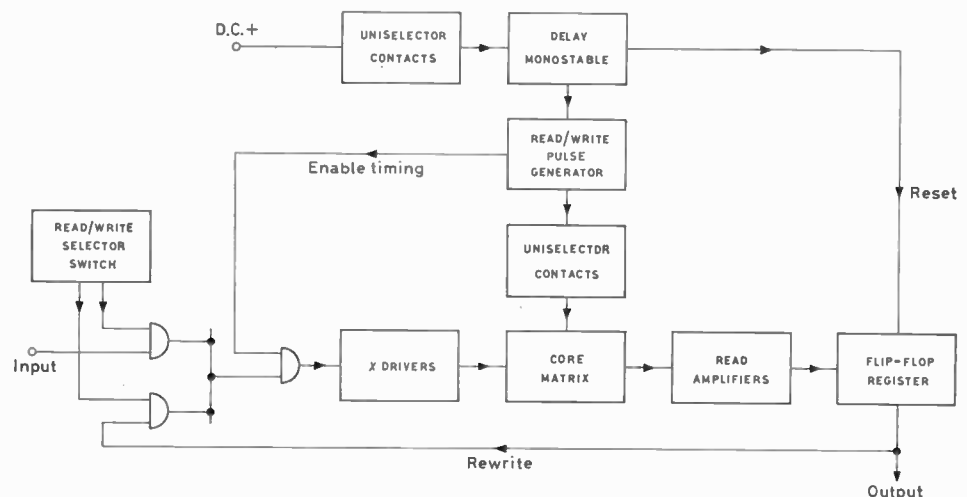 D.C.+
UNISELECTOR
CONTACTS
DELAY
MONOSTABLE
READ/WRITE
PULSE
GENERATOR
Enable timing
Reset
READ/WRITE
SELECTOR
SWITCH
UNISELECTDR
CONTACTS
Input
X DRIVERS
CORE
MATRIX
READ
AMPLIFIERS
FLIP-FLOP
REGISTER
Rewrite
Output